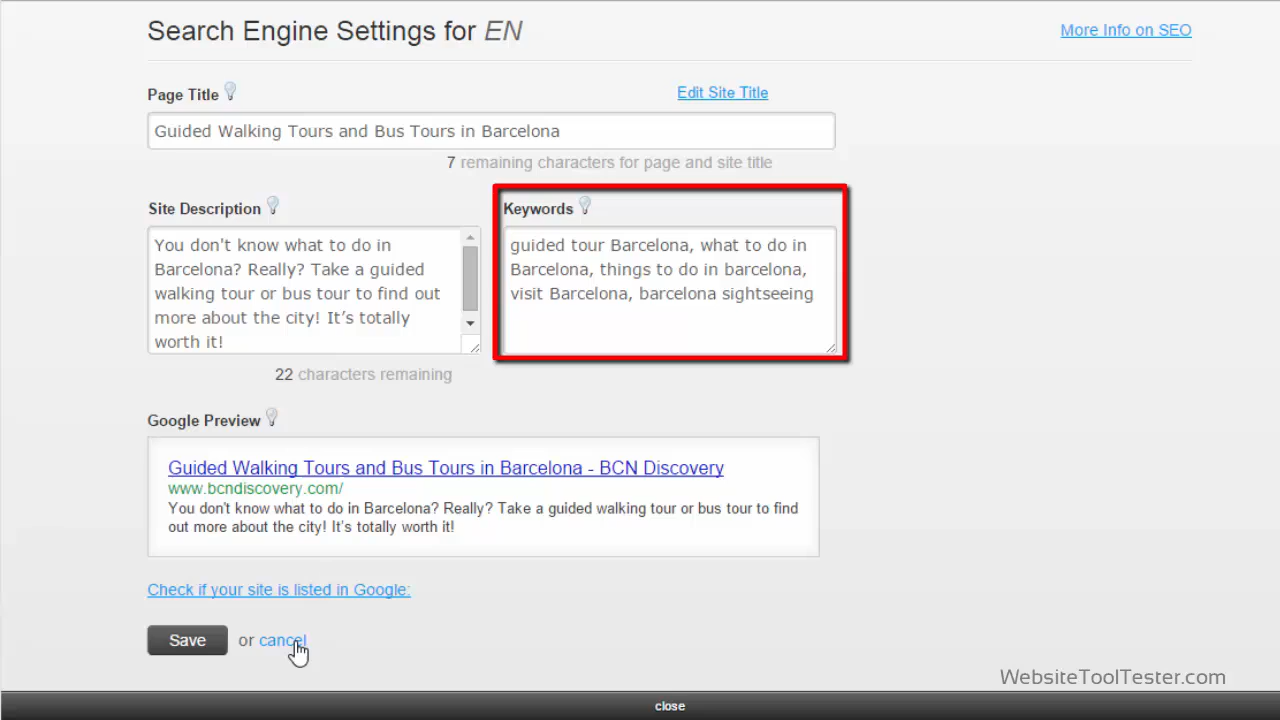 Search Engine Settings for EN
More Info on SEO
Page Title
Edit Site Title
Guided Walking Tours and Bus Tours in Barcelona
7 remaining characters for page and site title
Site Description
Keywords
You don't know what to do in
Barcelona? Really? Take a guided
walking tour or bus tour to find out
more about the city! It's totally
worth it!
guided tour Barcelona, what to do in
Barcelona, things to do in barcelona,
visit Barcelona, barcelona sightseeing
22 characters remaining
Google Preview
Guided Walking Tours and Bus Tours in Barcelona - BCN Discovery
www.bcndiscovery.com/
You don't know what to do in Barcelona? Really? Take a guided walking tour or bus tour to find
out more about the city! It's totally worth it!
Check if your site is listed in Google:
Save or cancel
WebsiteToolTester.com
close